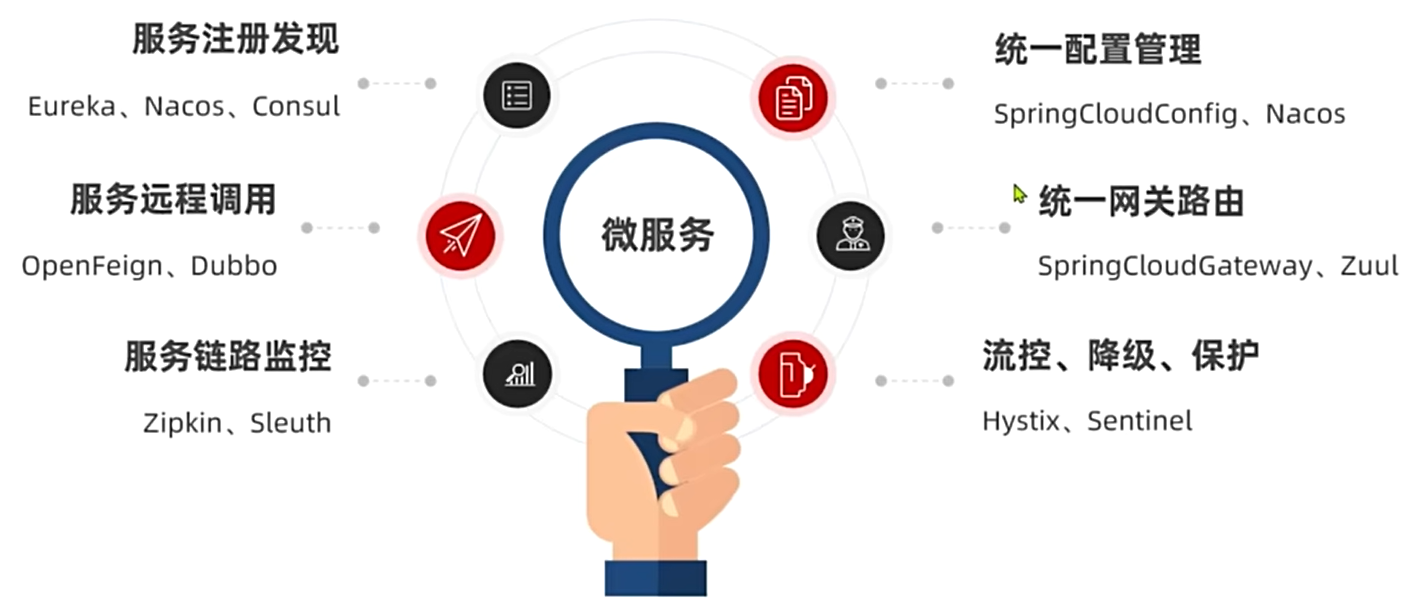 服务注册发现
Eureka、Nacos、Consul
服务远程调用
OpenFeign、Dubbo
服务链路监控
Zipkin、Sleuth
微服务
统一配置管理
SpringCloudConfig、Nacos
统一网关路由
SpringCloudGateway、Zuul
流控、降级、保护
Hystix、Sentinel